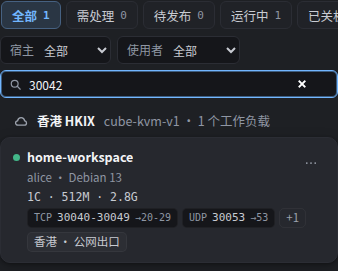 全部 1 需处理 0 待发布 0 运行中 1 已关
宿主 全部 使用者 全部
30042
香港 HKIX cube-kvm-v1 · 1 个工作负载
home-workspace ...
alice · Debian 13
1C · 512M · 2.8G
TCP 30040-30049 →20-29 UDP 30053 →53 +1
香港 · 公网出口